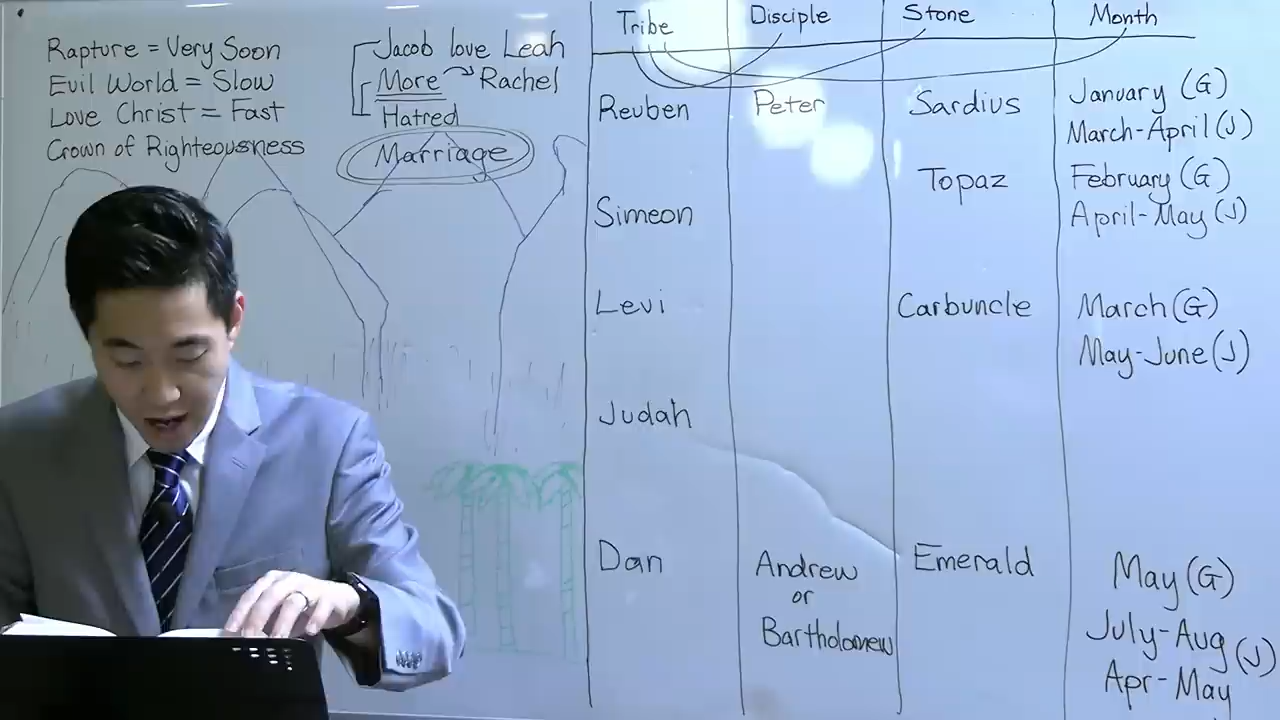 Rapture = Very Soon
Evil World = Slow
Love Christ = Fast
Crown of Righteousness
Jacob love Leah
More Rachel
Hatred
Marriage
Tribe Disciple Stone Month
Reuben Peter Sardius January (G)
March-April (J)
Simeon Topaz February (G)
April-May (J)
Levi Carbuncle March (G)
May-June (J)
Judah
Dan Andrew or Bartholomew Emerald May (G)
July-Aug (J)
Apr-May